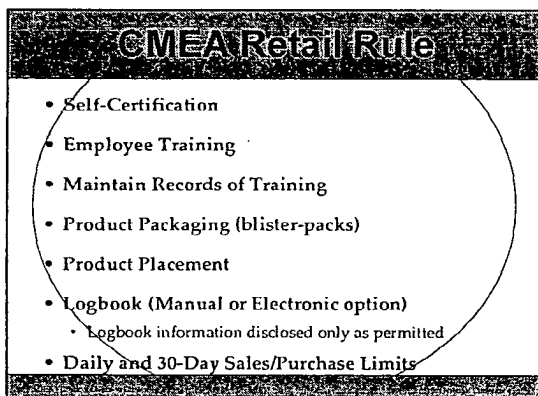 CMEA Retail Rule
• Self-Certification
• Employee Training
• Maintain Records of Training
• Product Packaging (blister-packs)
• Product Placement
• Logbook (Manual or Electronic option)
• Logbook information disclosed only as permitted
• Daily and 30-Day Sales/Purchase Limits